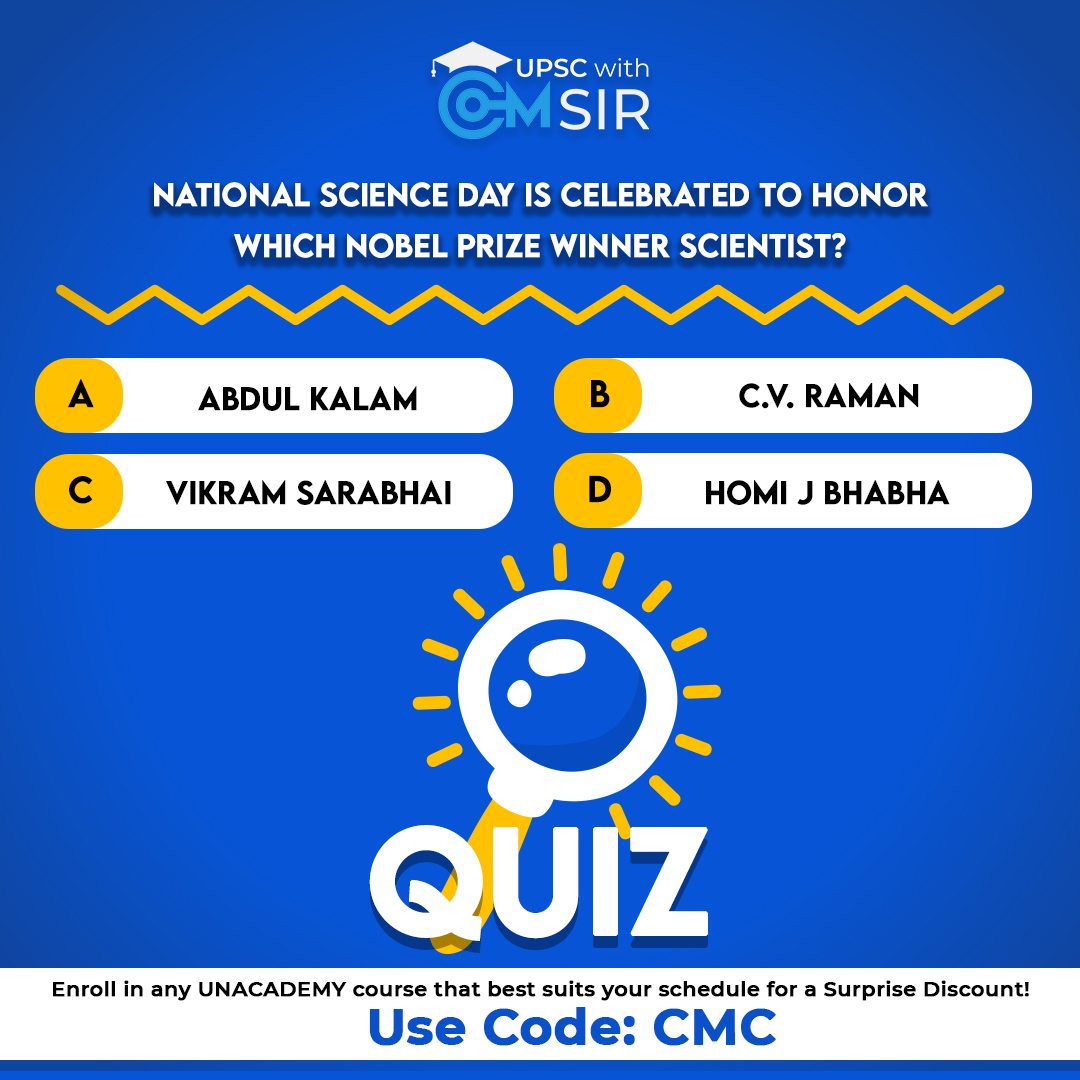 UPSC with
CMSIR
NATIONAL SCIENCE DAY IS CELEBRATED TO HONOR
WHICH NOBEL PRIZE WINNER SCIENTIST?
A ABDUL KALAM
B C.V. RAMAN
C VIKRAM SARABHAI
D HOMI J BHABHA
QUIZ
Enroll in any UNACADEMY course that best suits your schedule for a Surprise Discount!
Use Code: CMC